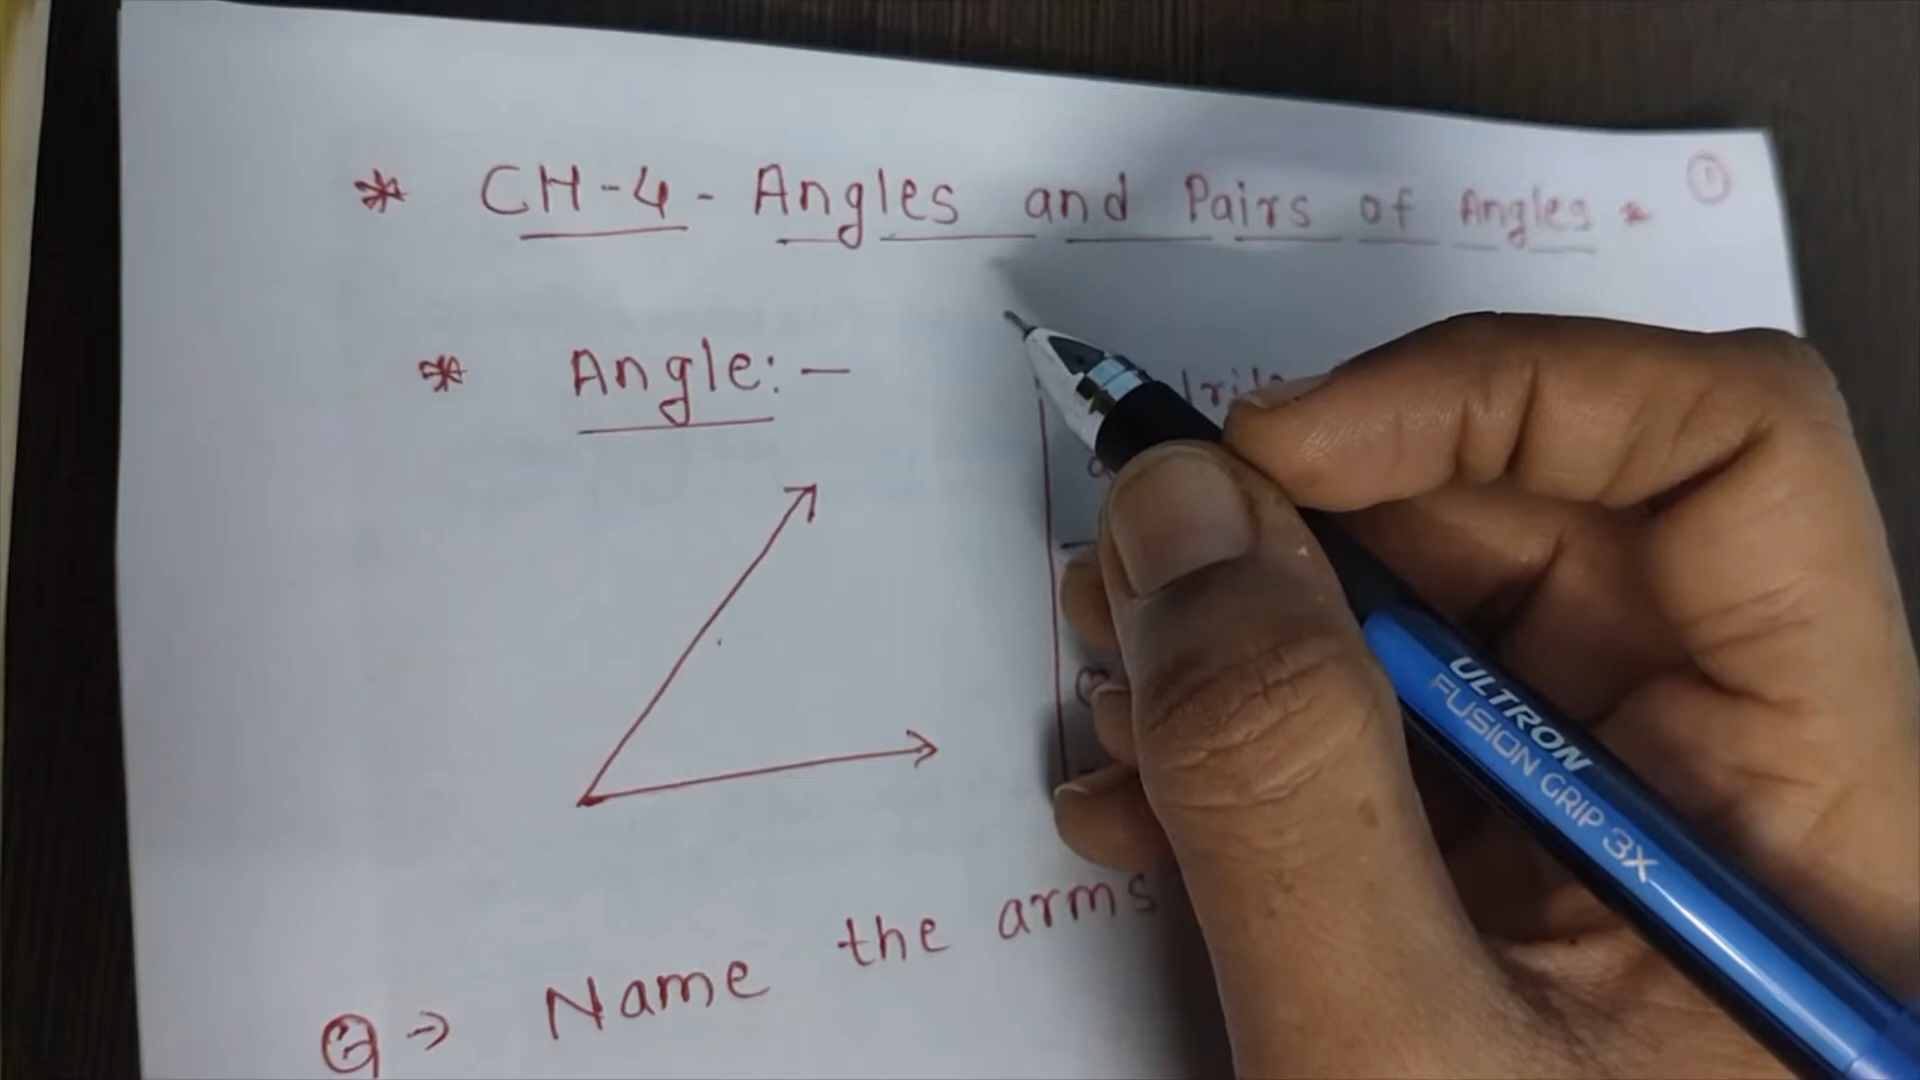 * CH-4 - Angles and Pairs of Angles *
1
* Angle:-
Q → Name the arms
ULTRON
FUSION GRIP 3X